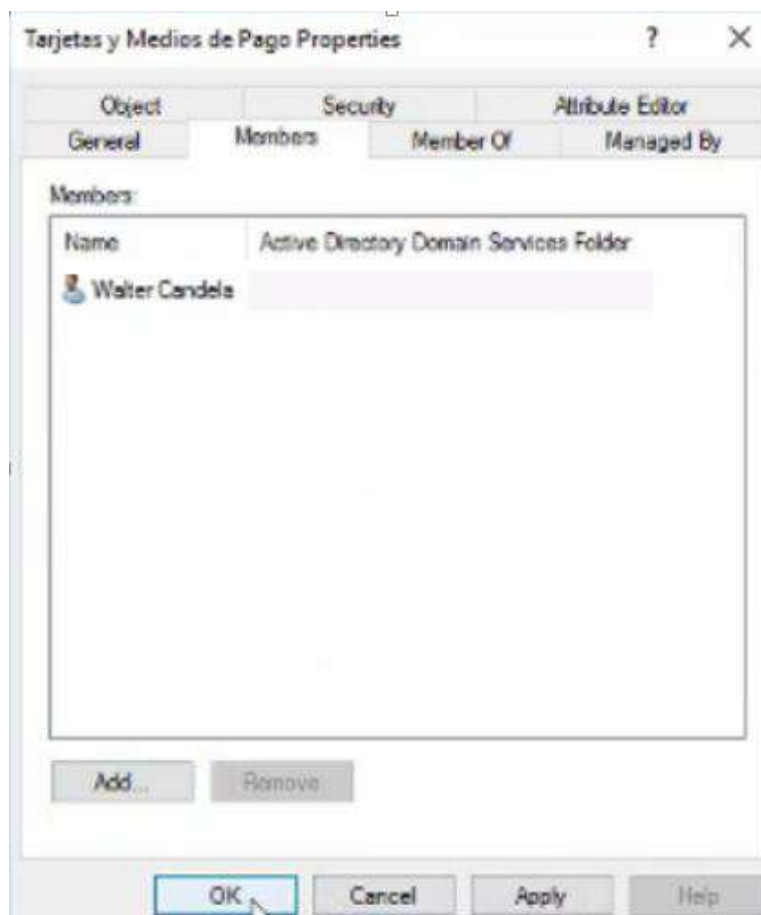 Tarjetas y Medios de Pago Properties ? ×
Object Security Attribute Editor
General Members Member Of Managed By
Members:
Name Active Directory Domain Services Folder
Walter Candela
Add... Remove
OK Cancel Apply Help